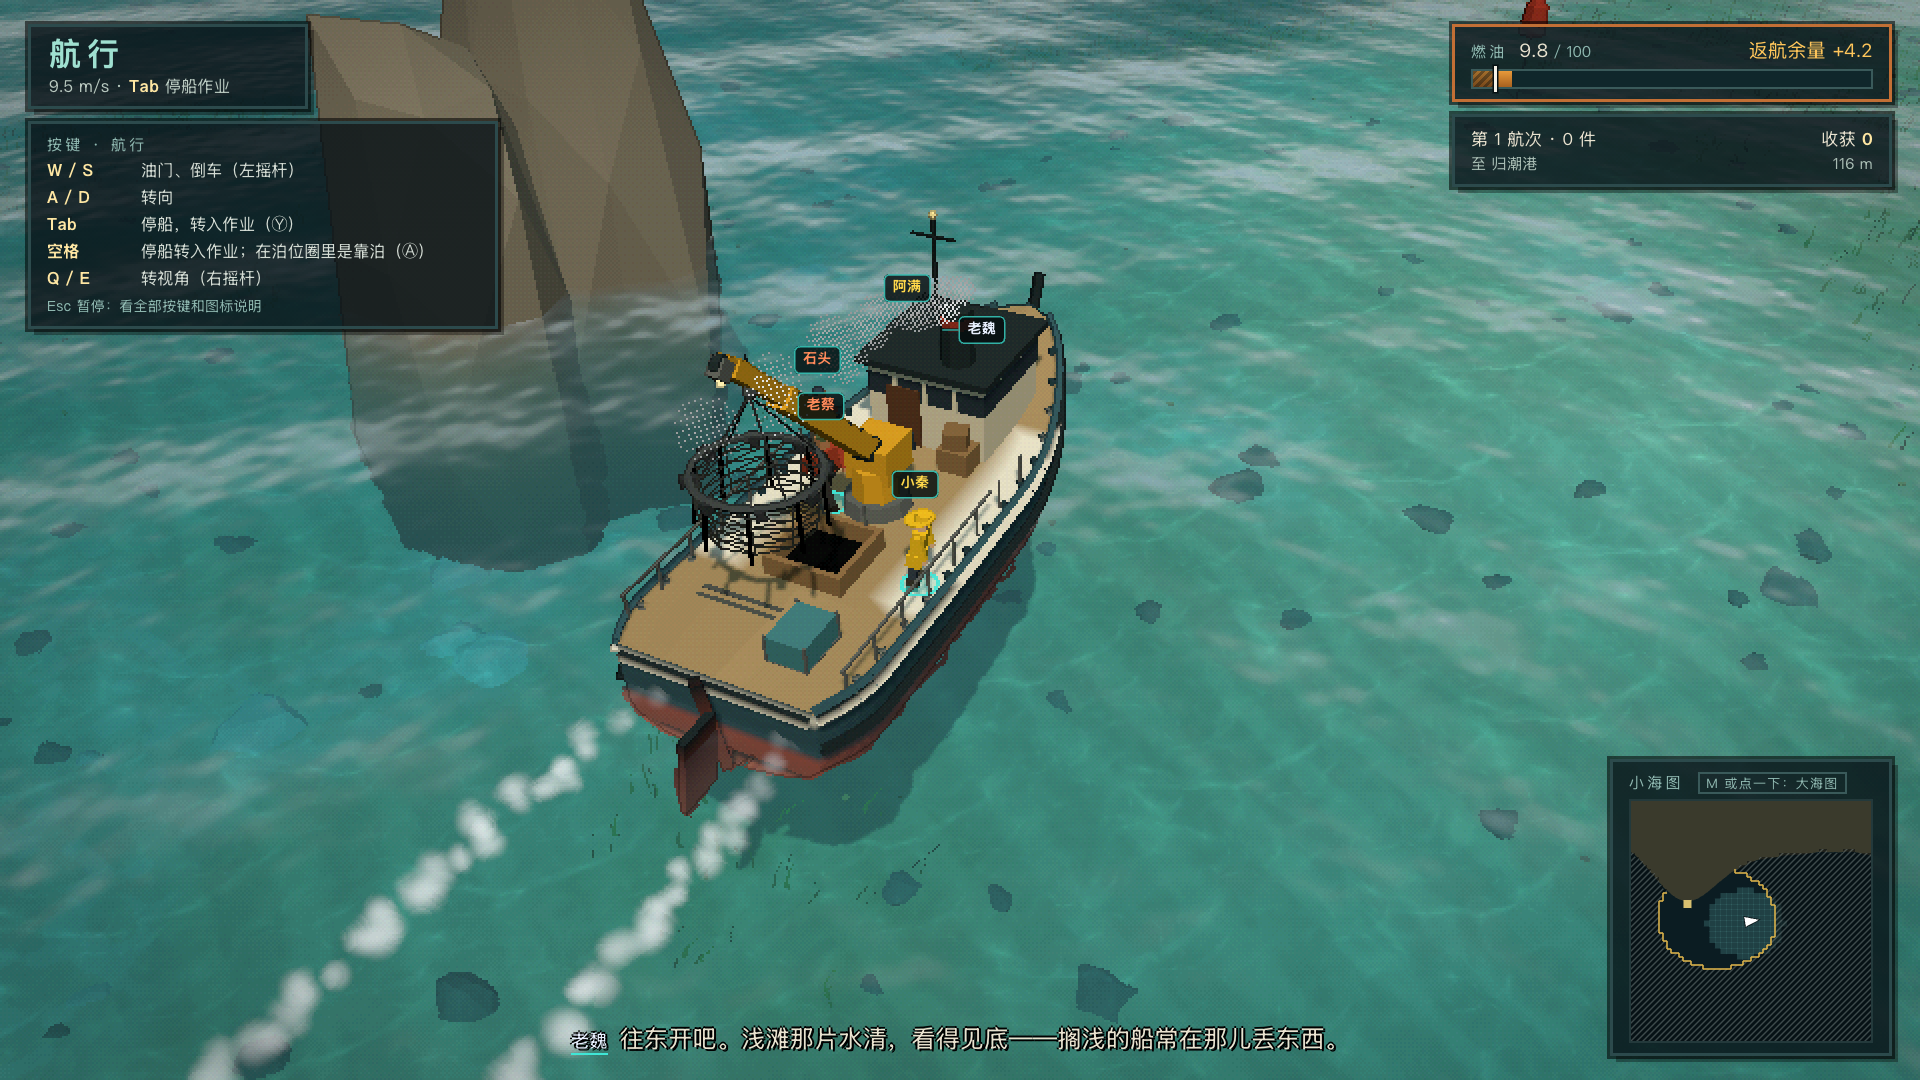 航行
9.5 m/s · Tab 停船作业
按键 · 航行
W / S 油门、倒车（左摇杆）
A / D 转向
Tab 停船，转入作业（Ⓨ）
空格 停船转入作业；在泊位圈里是靠泊（Ⓐ）
Q / E 转视角（右摇杆）
Esc 暂停：看全部按键和图标说明
燃油 9.8 / 100 返航余量 +4.2
第 1 航次 · 0 件 收获 0
至 归潮港 116 m
阿满
老魏
石头
老蔡
小秦
小海图 M 或点一下：大海图
老魏 往东开吧。浅滩那片水清，看得见底——搁浅的船常在那儿丢东西。